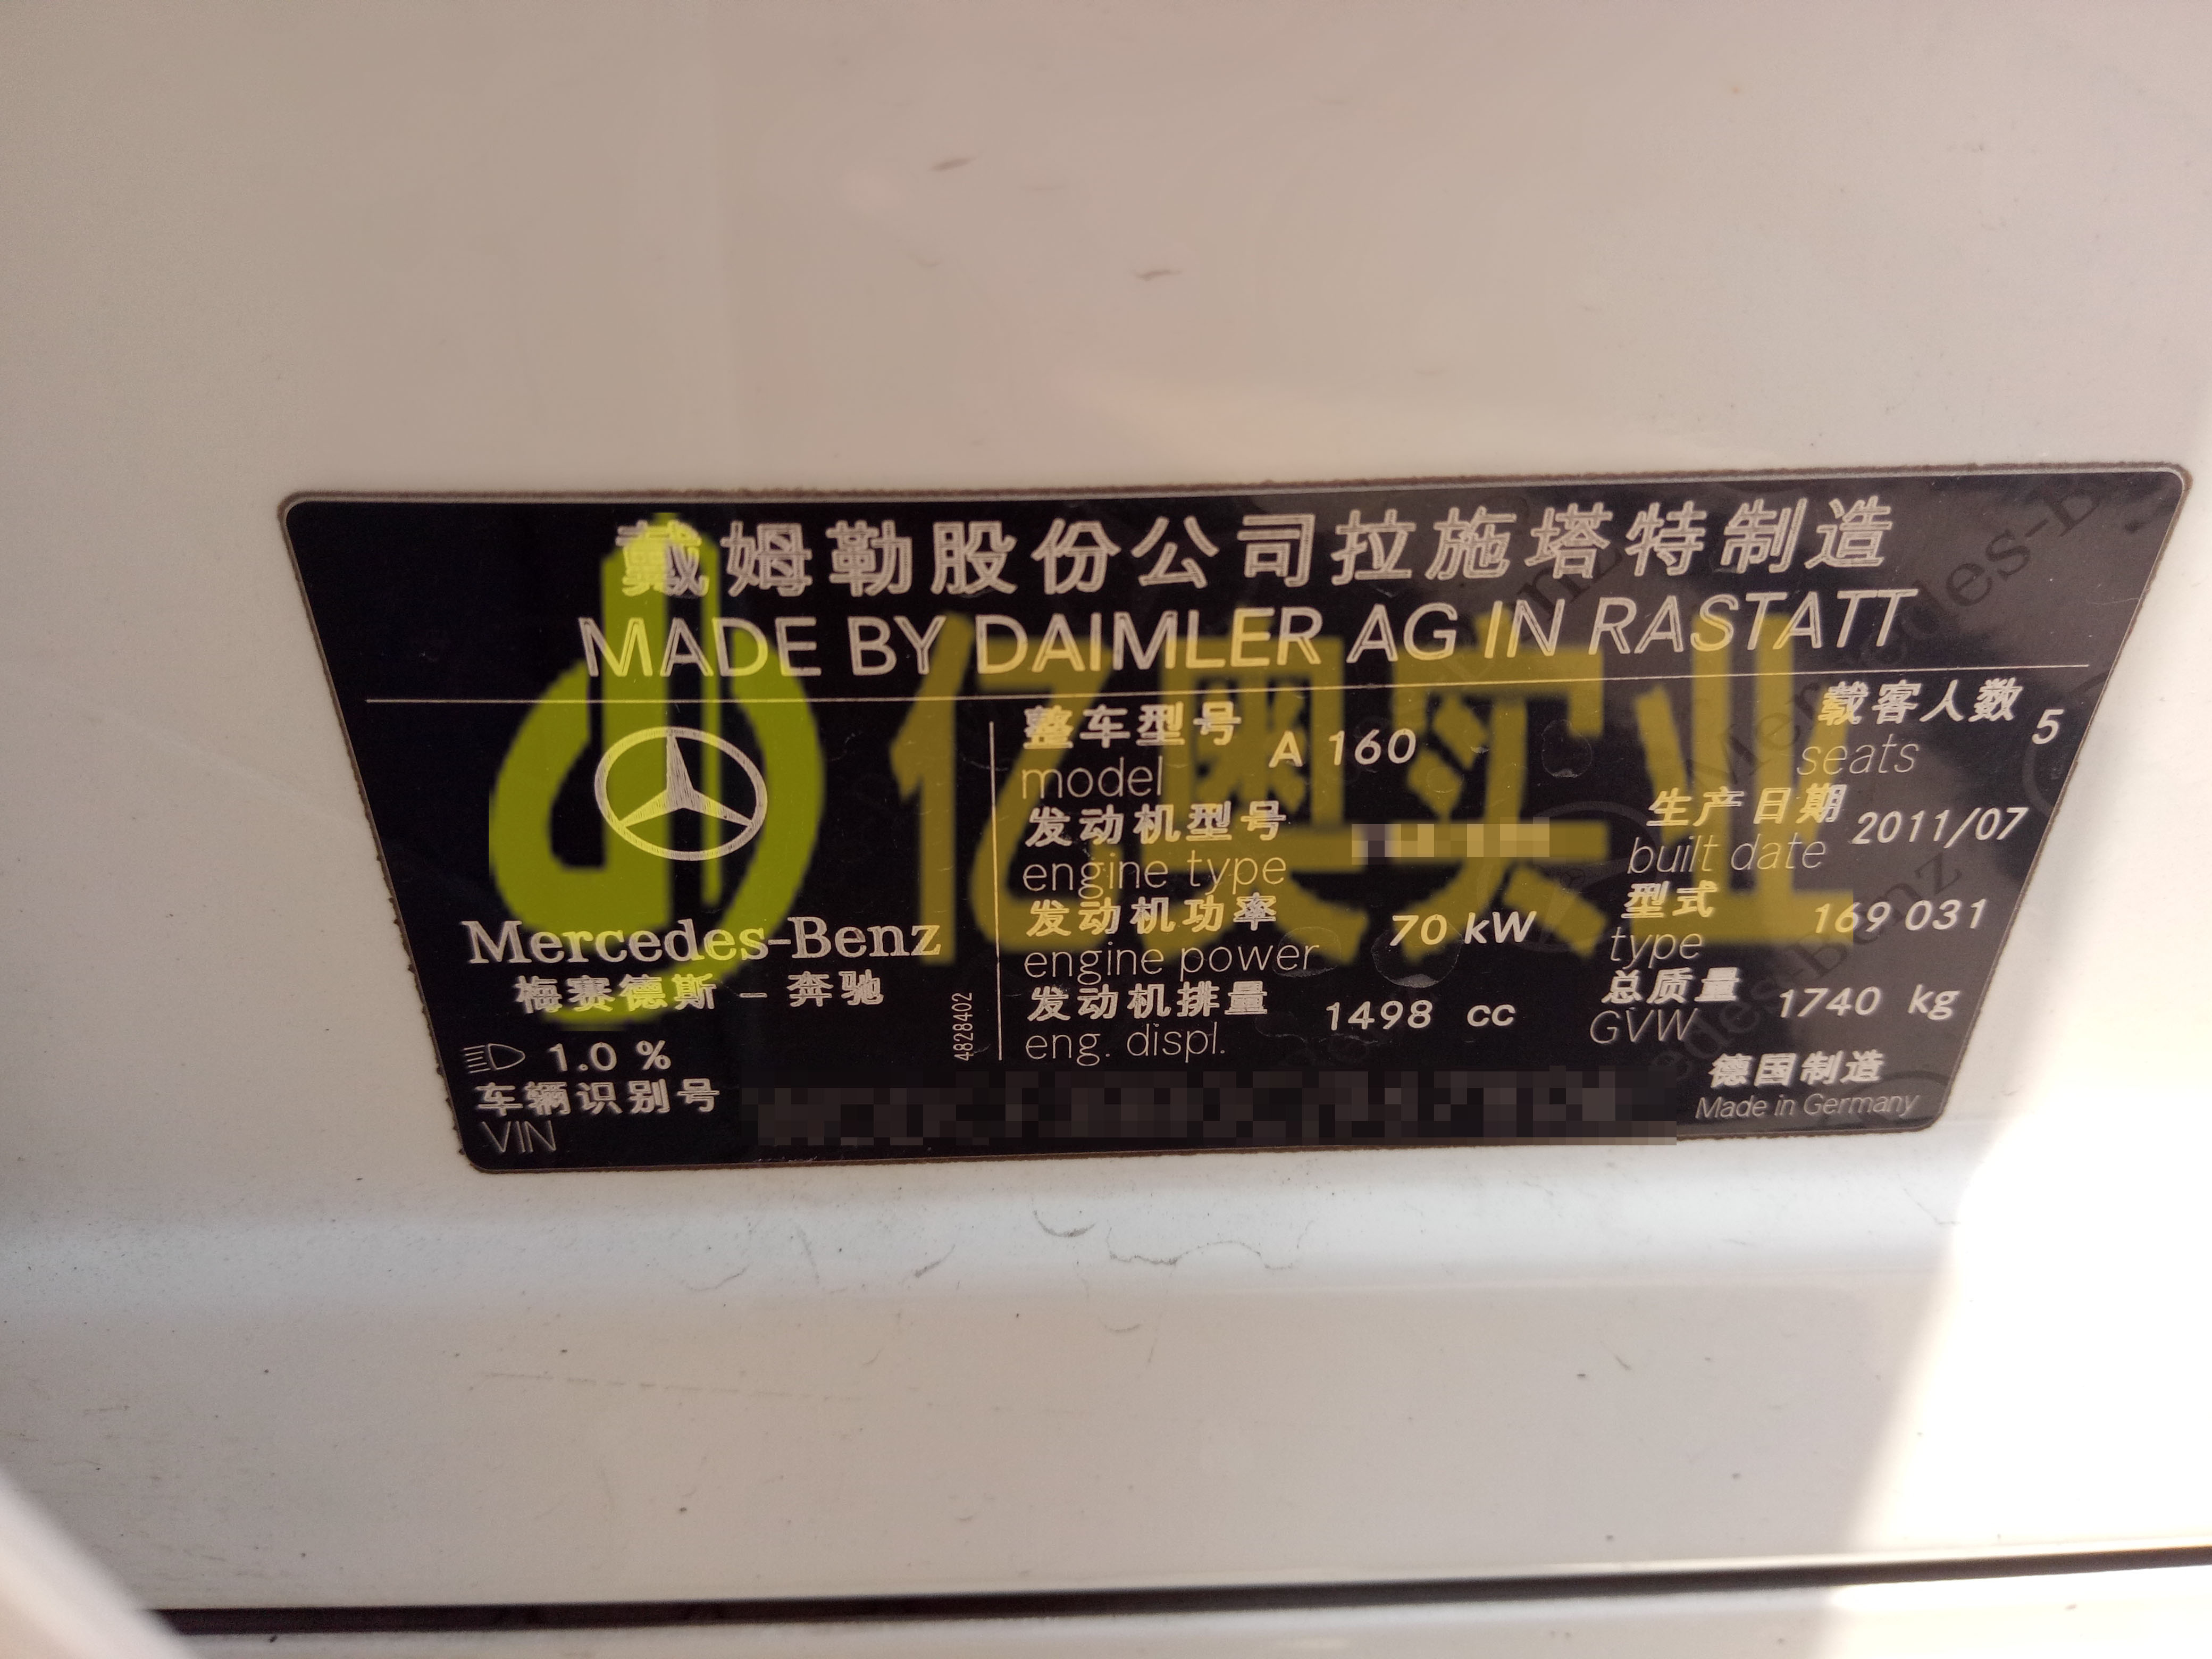 戴姆勒股份公司拉施塔特制造
MADE BY DAIMLER AG IN RASTATT
亿奥实业
Mercedes-Benz
梅赛德斯－奔驰
1.0 %
4828402
整车型号 A 160
model
发动机型号
engine type
发动机功率 70 kW
engine power
发动机排量 1498 cc
eng. displ.
载客人数 5
seats
生产日期 2011/07
built date
型式 169 031
type
总质量 1740 kg
GVW
德国制造
Made in Germany
车辆识别号
VIN